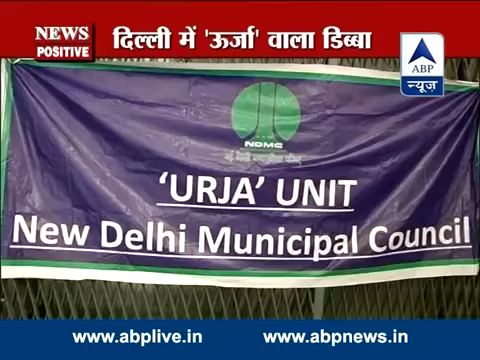 NEWS
POSITIVE
दिल्ली में 'ऊर्जा' वाला डिब्बा
ABP
न्यूज़
NDMC
'URJA' UNIT
New Delhi Municipal Council
www.abplive.in
www.abpnews.in